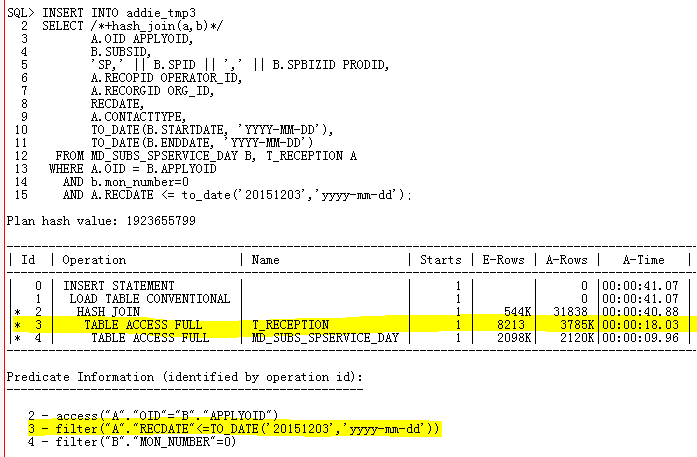 SQL> INSERT INTO addie_tmp3
2 SELECT /*+hash_join(a,b)*/
3 A.OID APPLYOID,
4 B.SUBSID,
5 'SP,' || B.SPID || ',' || B.SPBIZID PRODID,
6 A.RECOPID OPERATOR_ID,
7 A.RECORGID ORG_ID,
8 RECDATE,
9 A.CONTACTTYPE,
10 TO_DATE(B.STARTDATE, 'YYYY-MM-DD'),
11 TO_DATE(B.ENDDATE, 'YYYY-MM-DD')
12 FROM MD_SUBS_SPSERVICE_DAY B, T_RECEPTION A
13 WHERE A.OID = B.APPLYOID
14 AND b.mon_number=0
15 AND A.RECDATE <= to_date('20151203','yyyy-mm-dd');
Plan hash value: 1923655799
| Id | Operation | Name | Starts | E-Rows | A-Rows | A-Time |
| 0 | INSERT STATEMENT | | 1 | | 0 |00:00:41.07 |
| 1 | LOAD TABLE CONVENTIONAL | | 1 | | 0 |00:00:41.07 |
|* 2 | HASH JOIN | | 1 | 544K| 31838 |00:00:40.88 |
|* 3 | TABLE ACCESS FULL | T_RECEPTION | 1 | 8213 | 3785K|00:00:18.03 |
|* 4 | TABLE ACCESS FULL | MD_SUBS_SPSERVICE_DAY | 1 | 2098K| 2120K|00:00:09.96 |
Predicate Information (identified by operation id):
2 - access("A"."OID"="B"."APPLYOID")
3 - filter("A"."RECDATE"<=TO_DATE('20151203','yyyy-mm-dd'))
4 - filter("B"."MON_NUMBER"=0)